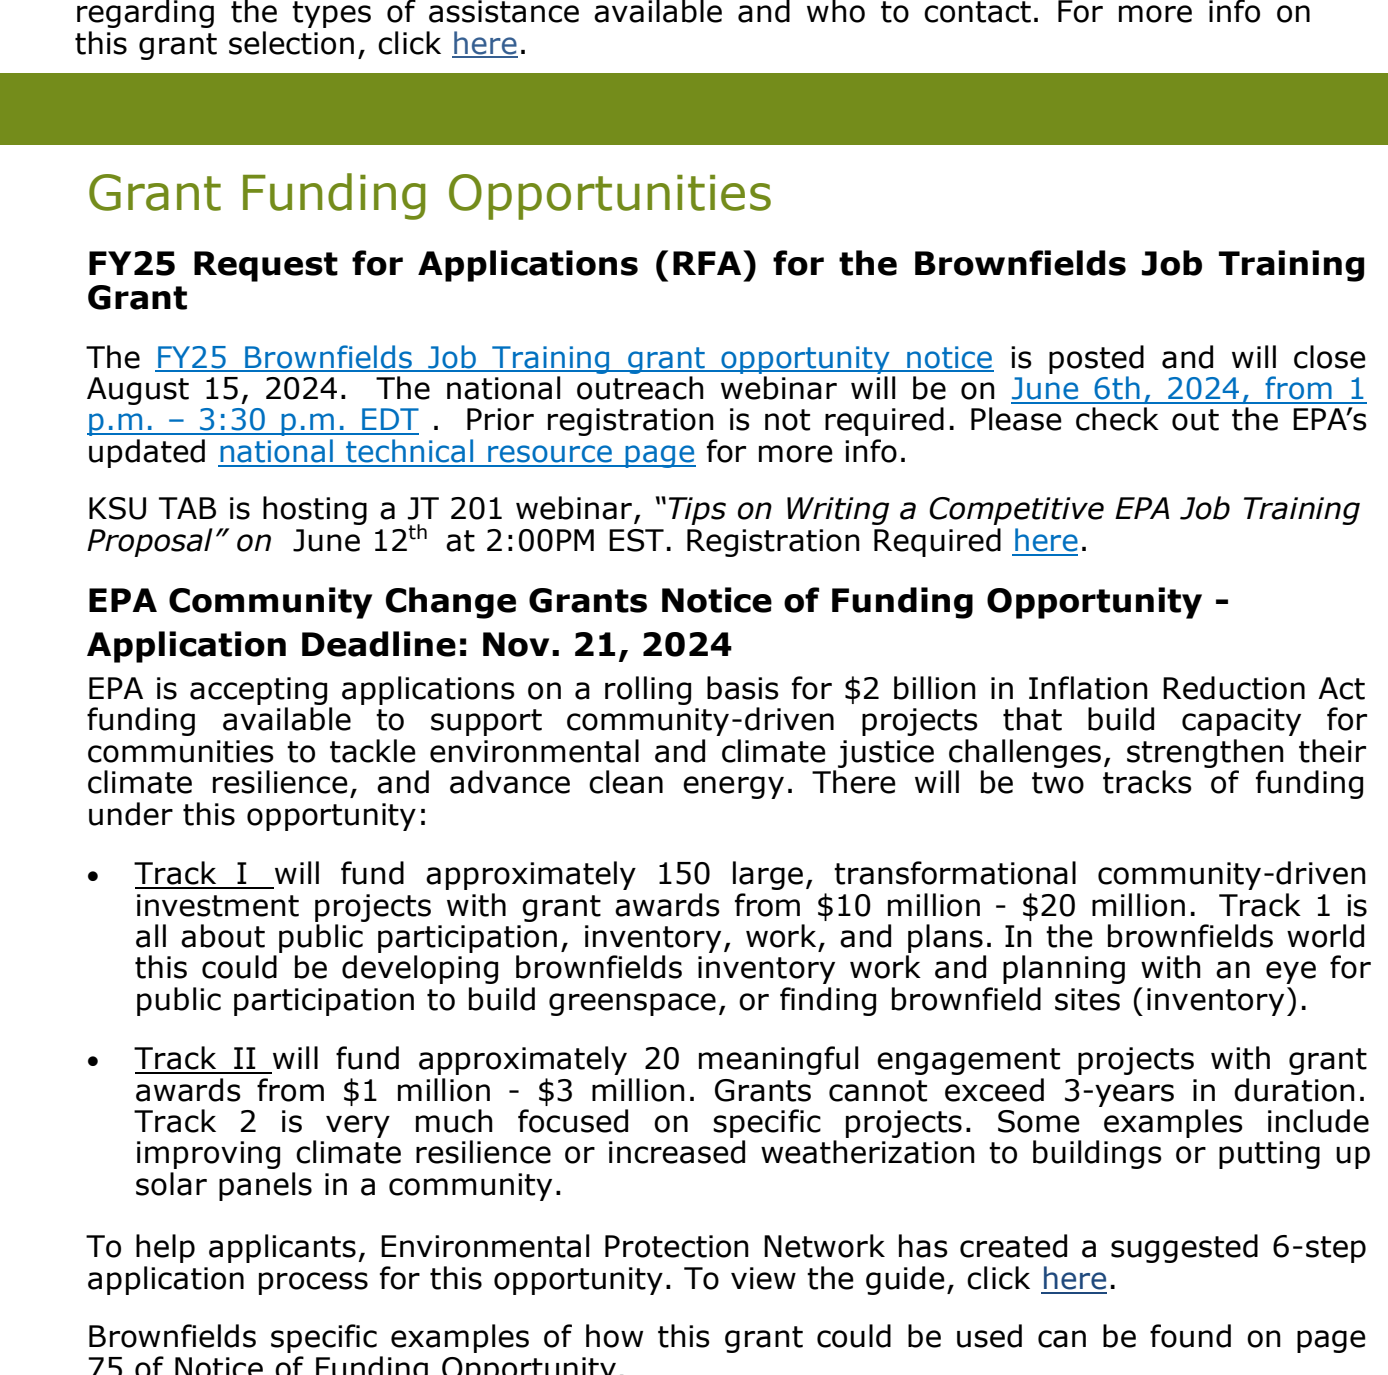 regarding the types of assistance available and who to contact. For more info on
this grant selection, click here.
Grant Funding Opportunities
FY25 Request for Applications (RFA) for the Brownfields Job Training
Grant
The FY25 Brownfields Job Training grant opportunity notice is posted and will close
August 15, 2024. The national outreach webinar will be on June 6th, 2024, from 1
p.m. – 3:30 p.m. EDT . Prior registration is not required. Please check out the EPA’s
updated national technical resource page for more info.
KSU TAB is hosting a JT 201 webinar, “Tips on Writing a Competitive EPA Job Training
Proposal” on June 12th at 2:00PM EST. Registration Required here.
EPA Community Change Grants Notice of Funding Opportunity -
Application Deadline: Nov. 21, 2024
EPA is accepting applications on a rolling basis for $2 billion in Inflation Reduction Act
funding available to support community-driven projects that build capacity for
communities to tackle environmental and climate justice challenges, strengthen their
climate resilience, and advance clean energy. There will be two tracks of funding
under this opportunity:
• Track I will fund approximately 150 large, transformational community-driven
investment projects with grant awards from $10 million - $20 million. Track 1 is
all about public participation, inventory, work, and plans. In the brownfields world
this could be developing brownfields inventory work and planning with an eye for
public participation to build greenspace, or finding brownfield sites (inventory).
• Track II will fund approximately 20 meaningful engagement projects with grant
awards from $1 million - $3 million. Grants cannot exceed 3-years in duration.
Track 2 is very much focused on specific projects. Some examples include
improving climate resilience or increased weatherization to buildings or putting up
solar panels in a community.
To help applicants, Environmental Protection Network has created a suggested 6-step
application process for this opportunity. To view the guide, click here.
Brownfields specific examples of how this grant could be used can be found on page
75 of Notice of Funding Opportunity.